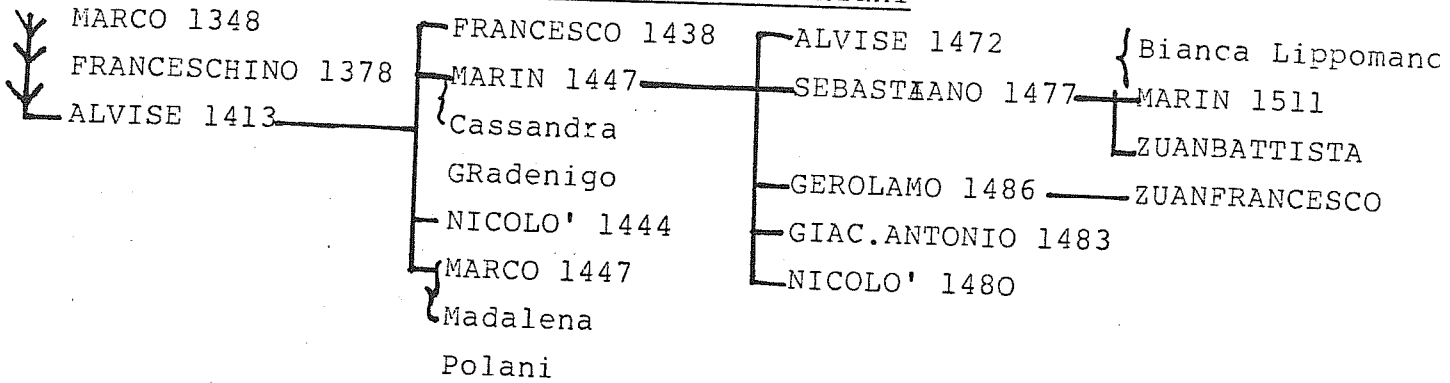 MARCO 1348
FRANCESCHINO 1378
ALVISE 1413
FRANCESCO 1438
MARIN 1447
Cassandra
GRadenigo
NICOLO' 1444
MARCO 1447
Madalena
Polani
ALVISE 1472
SEBASTIANO 1477
GEROLAMO 1486
GIAC.ANTONIO 1483
NICOLO' 1480
Bianca Lippomano
MARIN 1511
ZUANBATTISTA
ZUANFRANCESCO